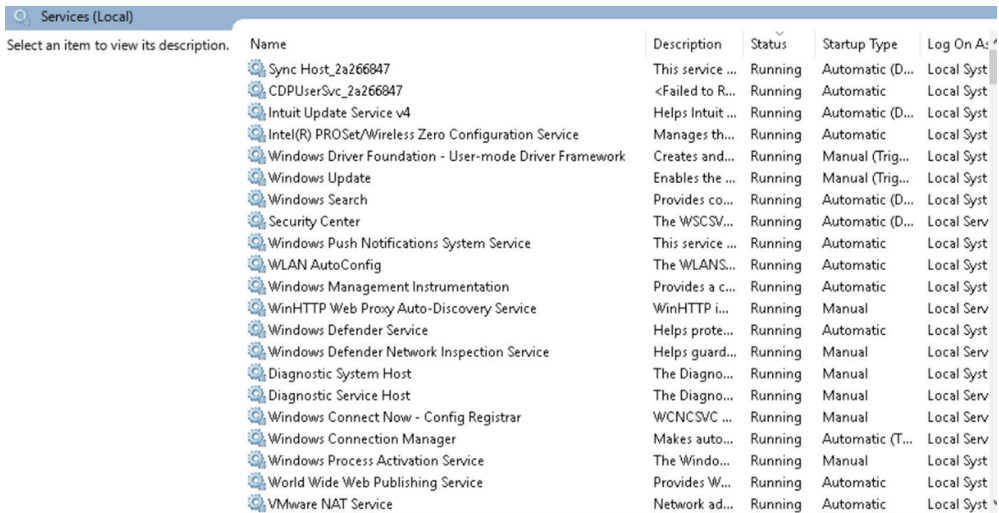 Services (Local)
Select an item to view its description.
Name Description Status Startup Type Log On As
Sync Host_2a266847 This service ... Running Automatic (D... Local Syst
CDPUserSvc_2a266847 <Failed to R... Running Automatic Local Syst
Intuit Update Service v4 Helps Intuit ... Running Automatic (D... Local Syst
Intel(R) PROSet/Wireless Zero Configuration Service Manages th... Running Automatic Local Syst
Windows Driver Foundation - User-mode Driver Framework Creates and... Running Manual (Trig... Local Syst
Windows Update Enables the ... Running Manual (Trig... Local Syst
Windows Search Provides co... Running Automatic (D... Local Syst
Security Center The WSCSV... Running Automatic (D... Local Serv
Windows Push Notifications System Service This service ... Running Automatic Local Syst
WLAN AutoConfig The WLANS... Running Automatic Local Syst
Windows Management Instrumentation Provides a c... Running Automatic Local Syst
WinHTTP Web Proxy Auto-Discovery Service WinHTTP i... Running Manual Local Serv
Windows Defender Service Helps prote... Running Automatic Local Syst
Windows Defender Network Inspection Service Helps guard... Running Manual Local Serv
Diagnostic System Host The Diagno... Running Manual Local Syst
Diagnostic Service Host The Diagno... Running Manual Local Serv
Windows Connect Now - Config Registrar WCNCSVC ... Running Manual Local Serv
Windows Connection Manager Makes auto... Running Automatic (T... Local Serv
Windows Process Activation Service The Windo... Running Manual Local Syst
World Wide Web Publishing Service Provides W... Running Automatic Local Syst
VMware NAT Service Network ad... Running Automatic Local Syst